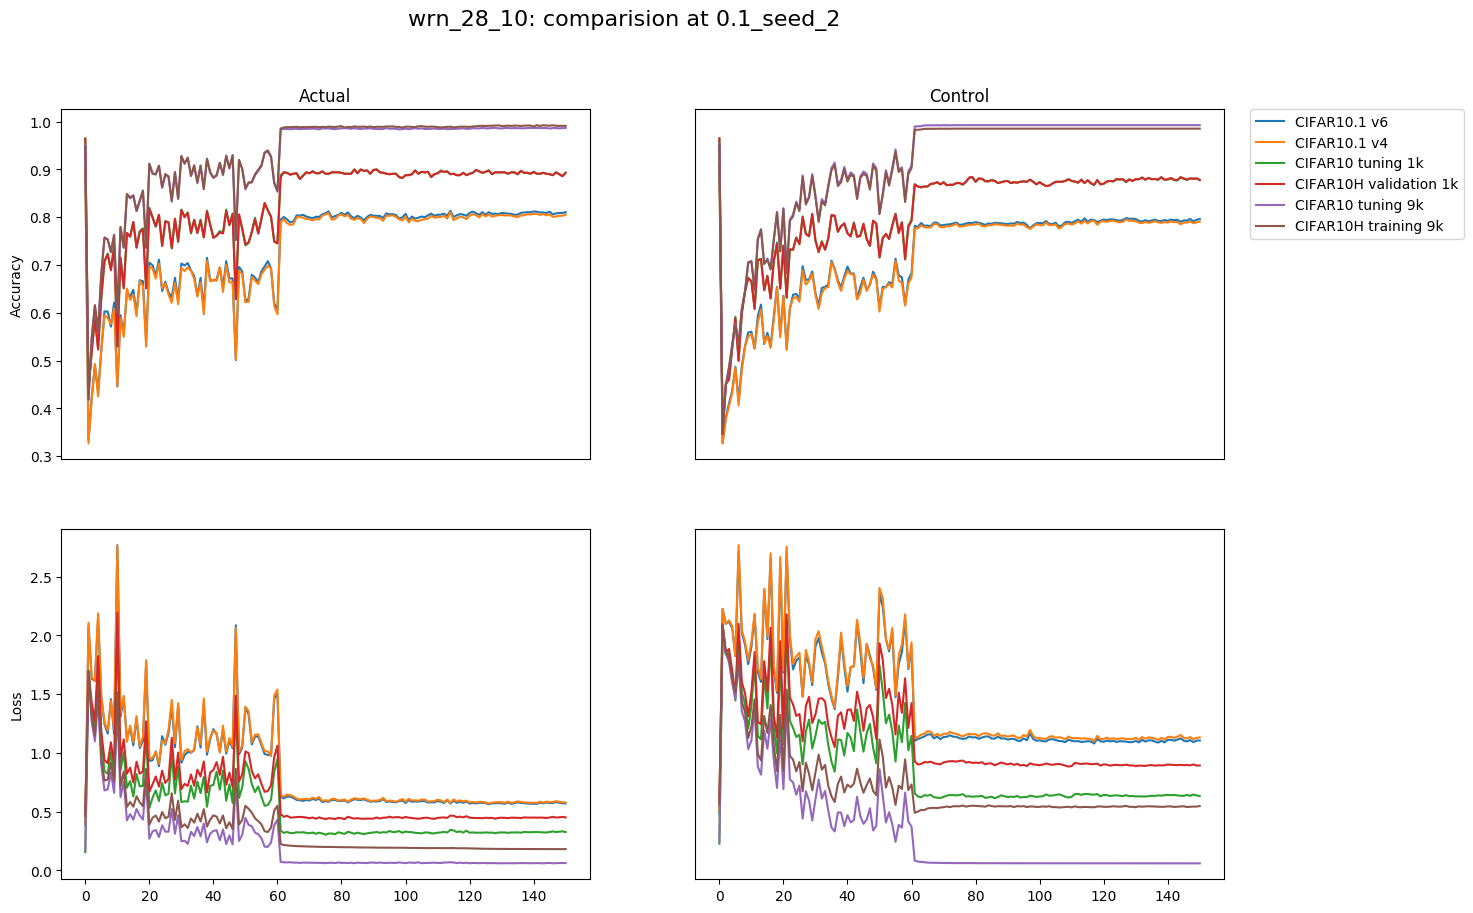 wrn_28_10: comparision at 0.1_seed_2
Actual
Control
CIFAR10.1 v6
CIFAR10.1 v4
CIFAR10 tuning 1k
CIFAR10H validation 1k
CIFAR10 tuning 9k
CIFAR10H training 9k
Accuracy
1.0
0.9
0.8
0.7
0.6
0.5
0.4
0.3
Loss
2.5
2.0
1.5
1.0
0.5
0.0
0 20 40 60 80 100 120 140
0 20 40 60 80 100 120 140